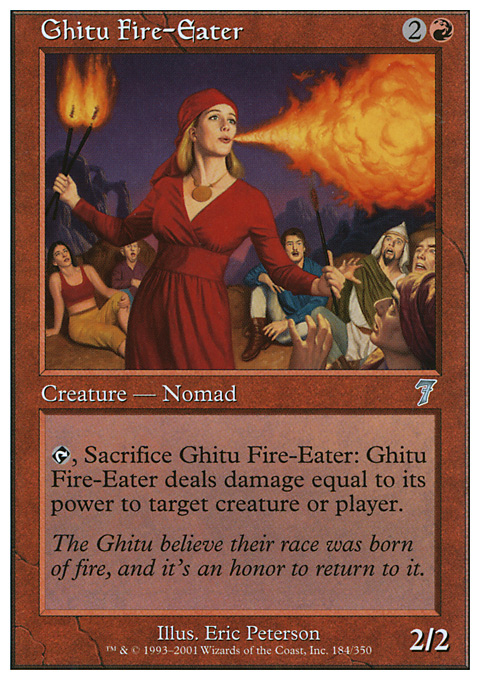 Ghitu Fire-Eater 2
Creature — Nomad 7
, Sacrifice Ghitu Fire-Eater: Ghitu
Fire-Eater deals damage equal to its
power to target creature or player.
The Ghitu believe their race was born
of fire, and it's an honor to return to it.
Illus. Eric Peterson
™ & © 1993–2001 Wizards of the Coast, Inc. 184/350
2/2